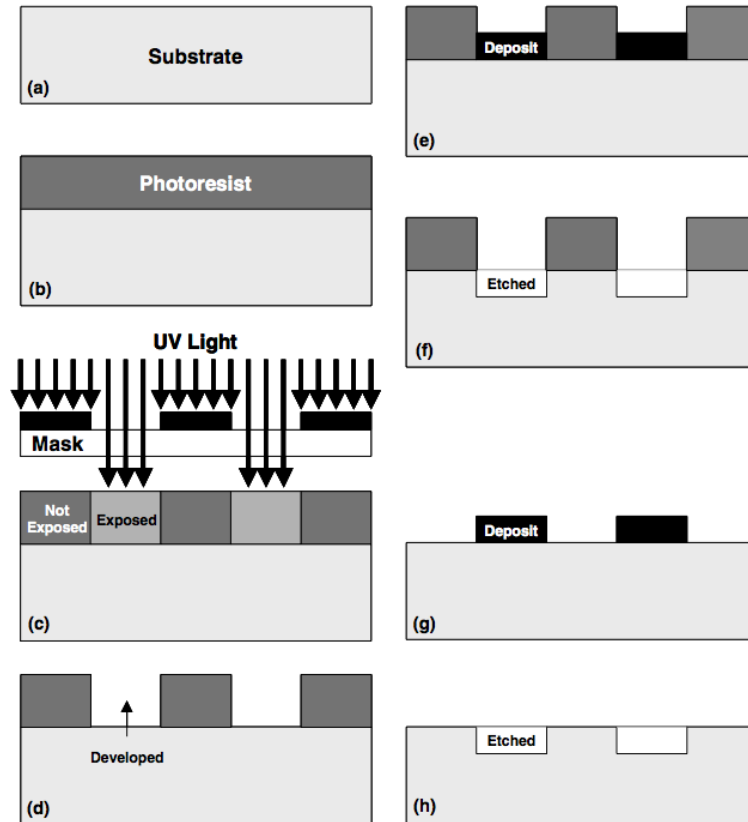 Substrate
(a)
Photoresist
(b)
UV Light
Mask
Not
Exposed
Exposed
(c)
Developed
(d)
Deposit
(e)
Etched
(f)
Deposit
(g)
Etched
(h)